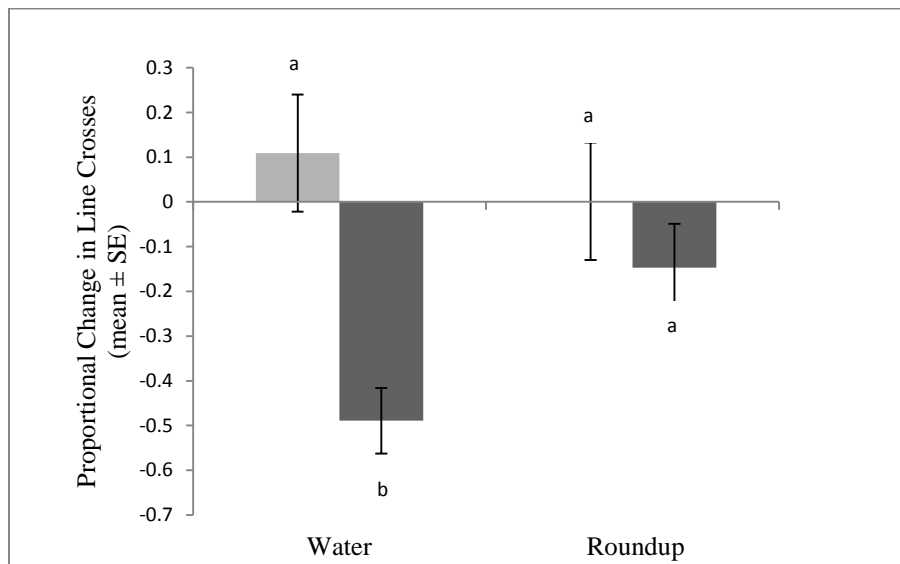 Proportional Change in Line Crosses
(mean ± SE)
0.3
0.2
0.1
0
-0.1
-0.2
-0.3
-0.4
-0.5
-0.6
-0.7
a
b
a
a
Water
Roundup